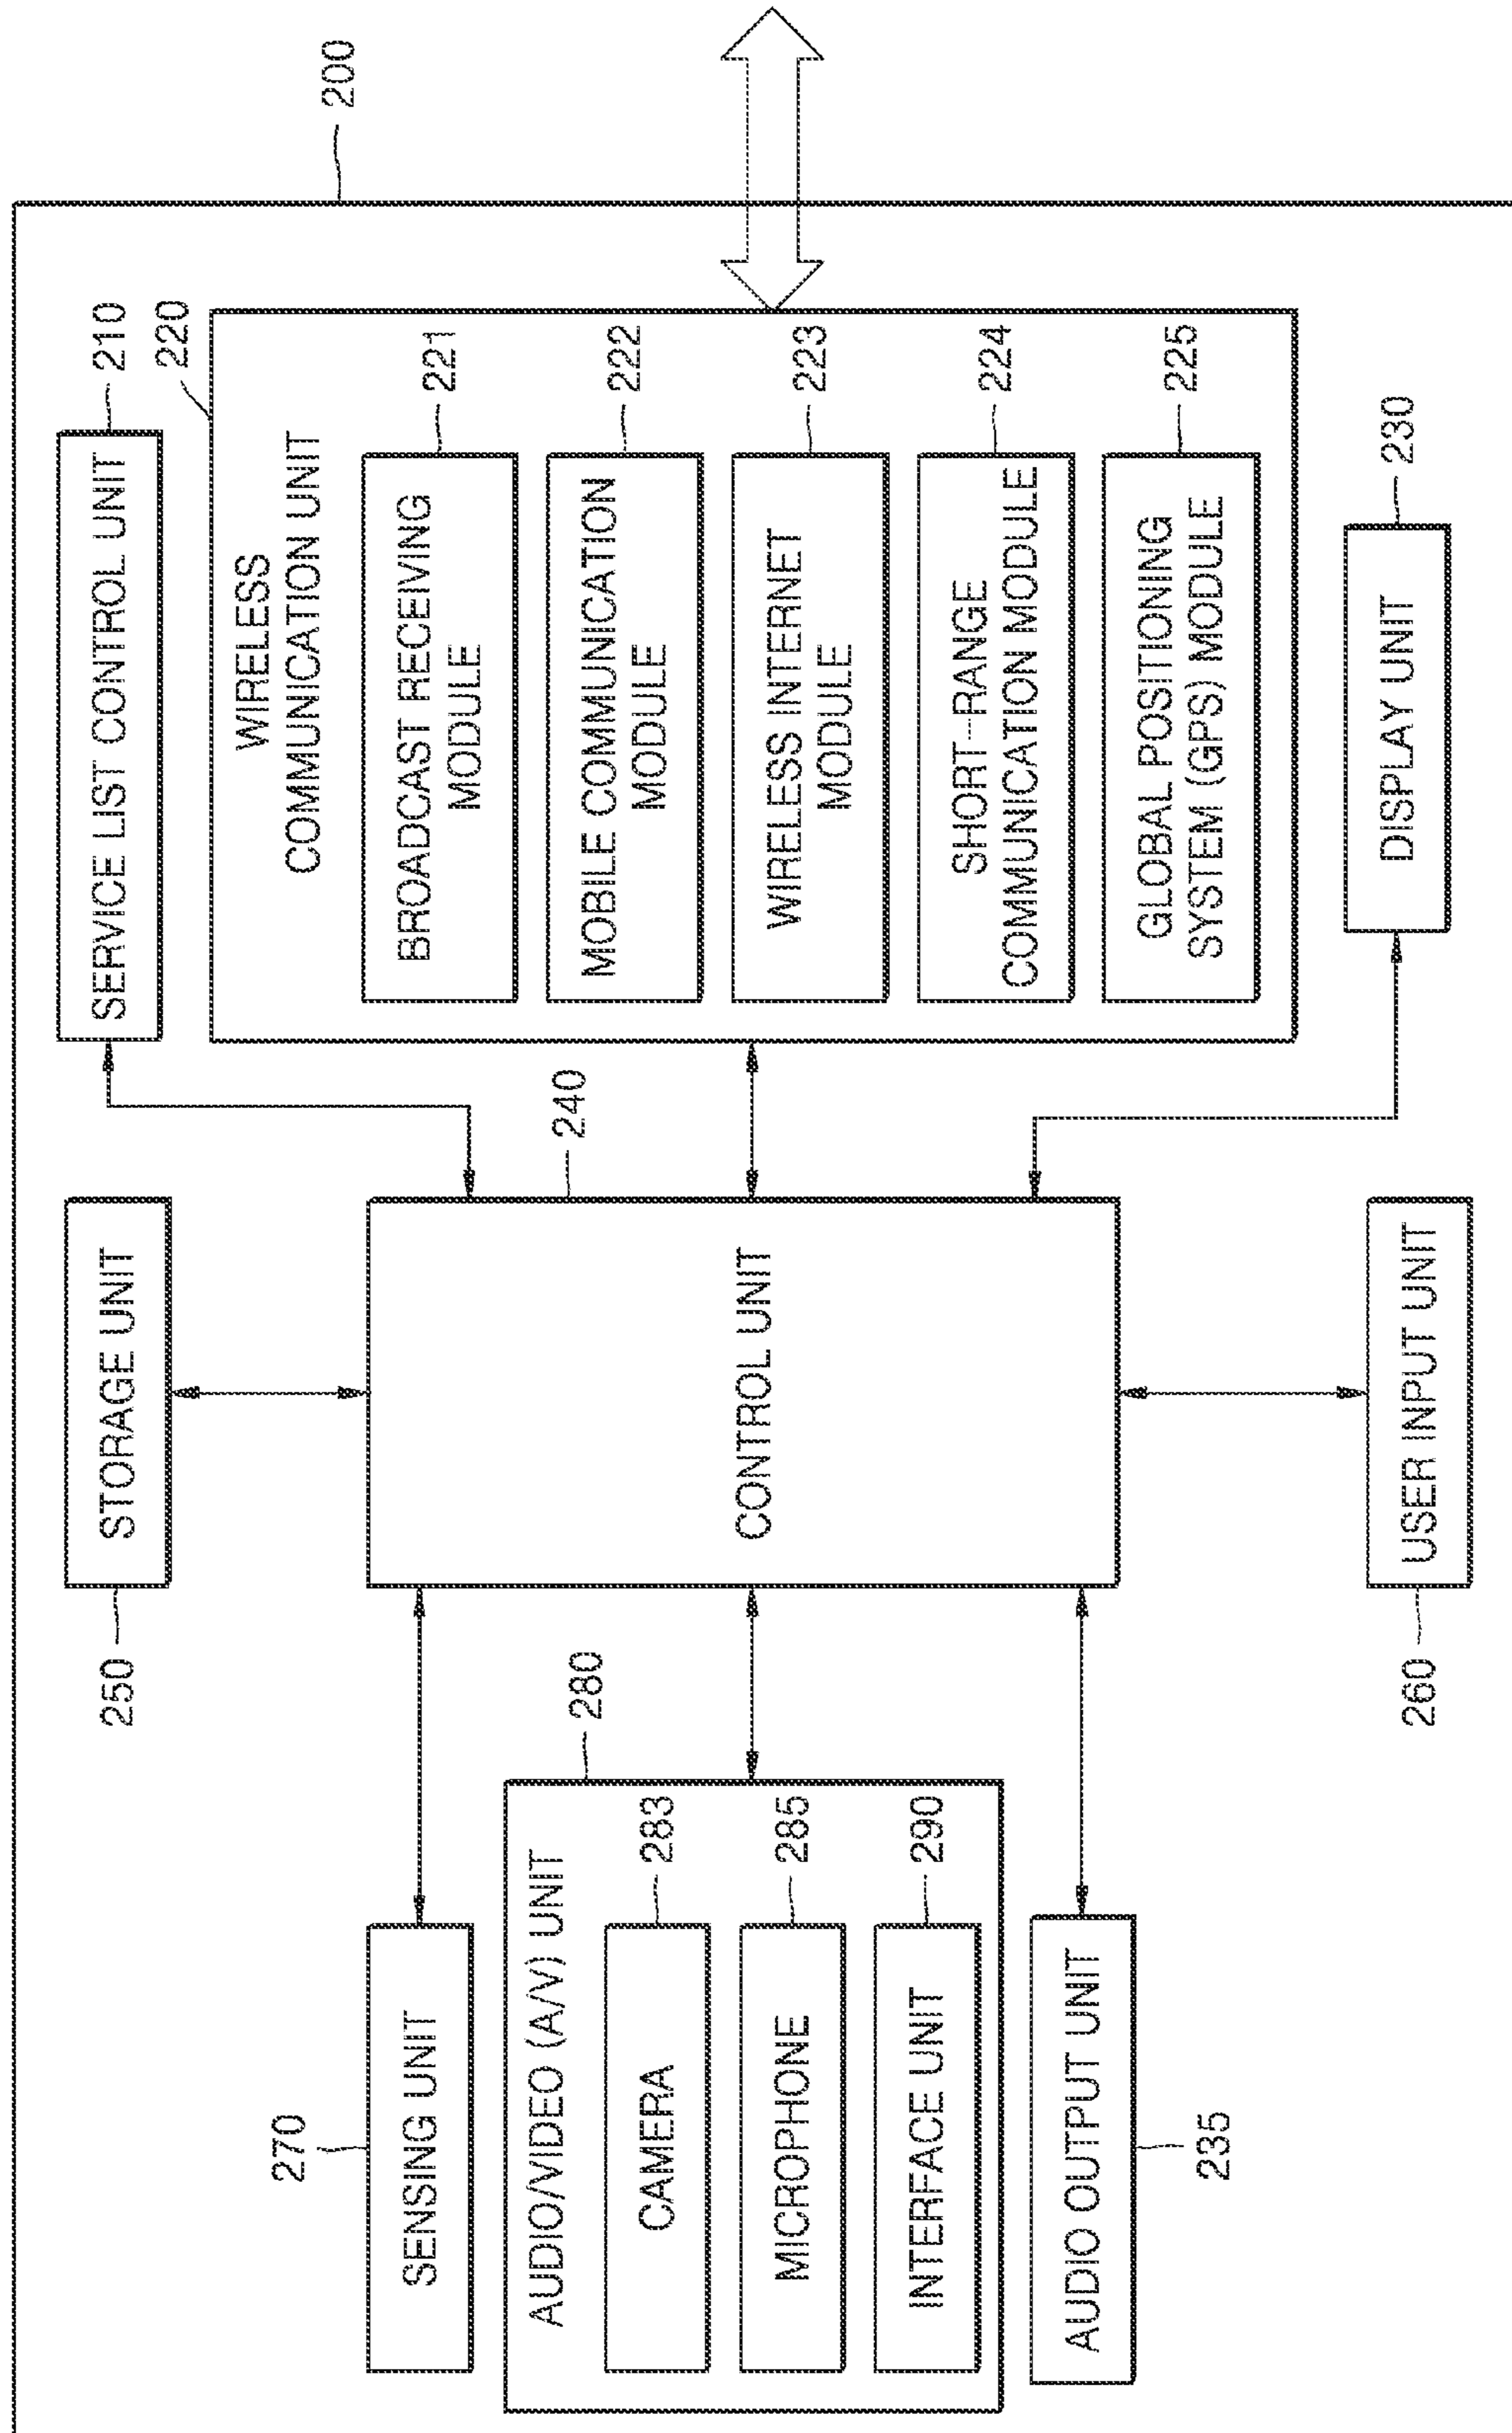 200
250
STORAGE UNIT
SERVICE LIST CONTROL UNIT
210
220
WIRELESS
COMMUNICATION UNIT
270
SENSING UNIT
240
BROADCAST RECEIVING
MODULE
221
280
AUDIO/VIDEO (A/V) UNIT
CAMERA
283
MOBILE COMMUNICATION
MODULE
222
MICROPHONE
285
CONTROL UNIT
WIRELESS INTERNET
MODULE
223
INTERFACE UNIT
290
SHORT-RANGE
COMMUNICATION MODULE
224
AUDIO OUTPUT UNIT
235
GLOBAL POSITIONING
SYSTEM (GPS) MODULE
225
260
USER INPUT UNIT
DISPLAY UNIT
230